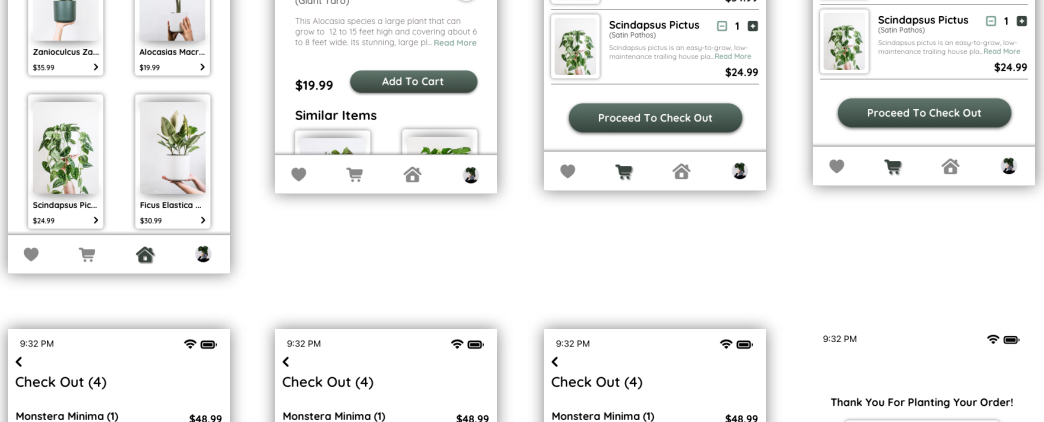 Zanioculcus Za...
$35.99
Alocasias Macr...
$19.99
Scindapsus Pic...
$24.99
Ficus Elastica ...
$30.99
(Giant Taro)
This Alocasia species a large plant that can
grow to 12 to 15 feet high and covering about 6
to 8 feet wide. Its stunning, large pl... Read More
$19.99
Add To Cart
Similar Items
$34.99
Scindapsus Pictus
1
(Satin Pathos)
Scindapsus pictus is an easy-to-grow, low-
maintenance trailing house pla...Read More
$24.99
Proceed To Check Out
Scindapsus Pictus
1
(Satin Pathos)
Scindapsus pictus is an easy-to-grow, low-
maintenance trailing house pla...Read More
$24.99
Proceed To Check Out
9:32 PM
Check Out (4)
Monstera Minima (1)
$48.99
9:32 PM
Check Out (4)
Monstera Minima (1)
$48.99
9:32 PM
Check Out (4)
Monstera Minima (1)
$48.99
9:32 PM
Thank You For Planting Your Order!